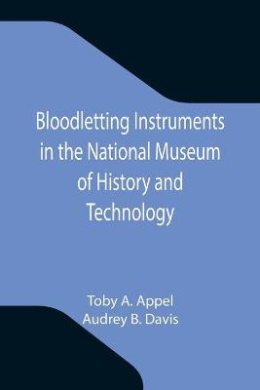 Bloodletting Instruments
in the National Museum
of History and
Technology
Toby A. Appel
Audrey B. Davis